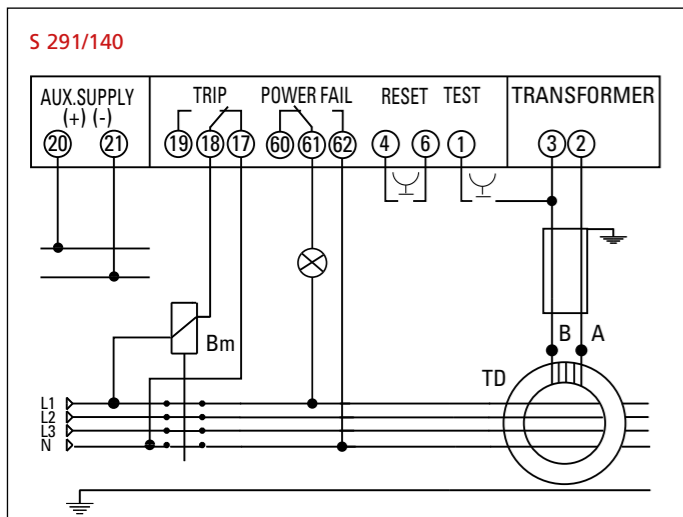 S 291/140
AUX.SUPPLY TRIP POWER FAIL RESET TEST TRANSFORMER
(+) (-)
20 21 19 18 17 60 61 62 4 6 1 3 2
Bm
B A
TD
L1
L2
L3
N